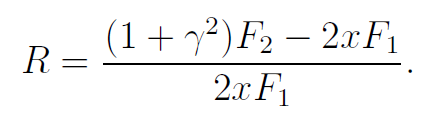 R = \frac{(1 + \gamma^2)F_2 - 2xF_1}{2xF_1}.